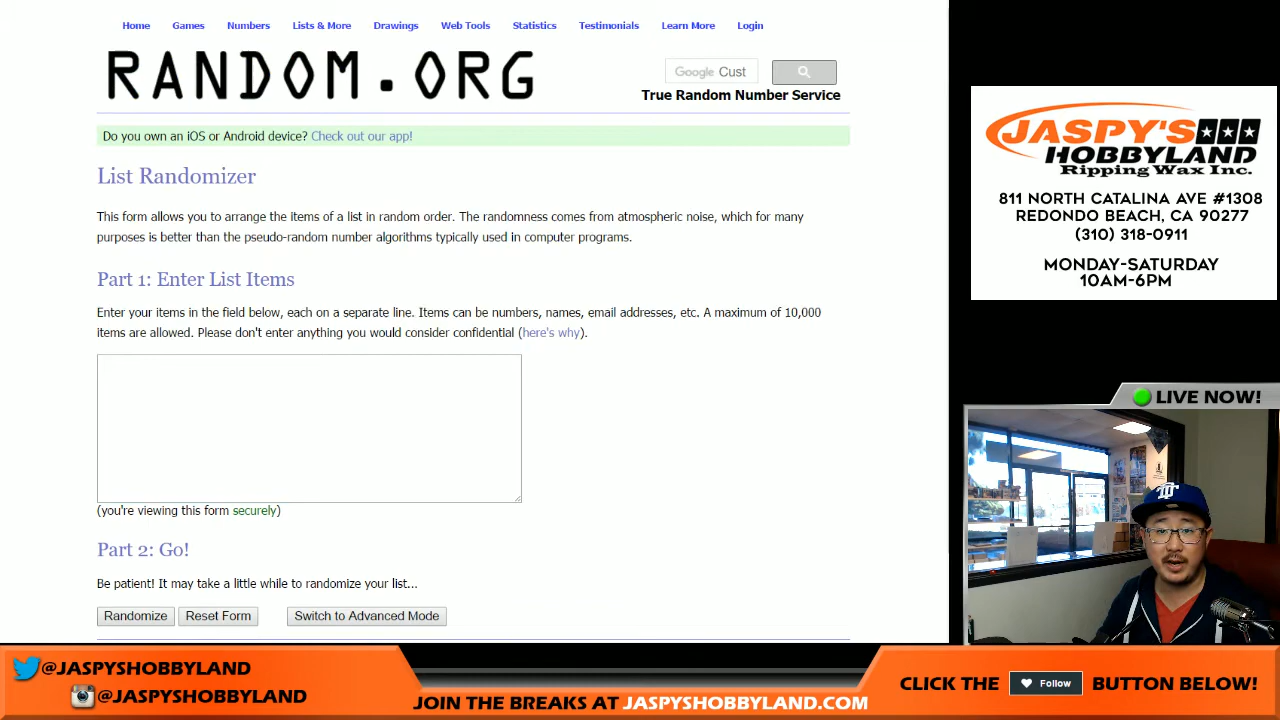 Home Games Numbers Lists & More Drawings Web Tools Statistics Testimonials Learn More Login
RANDOM.ORG
Google Cust
True Random Number Service
Do you own an iOS or Android device? Check out our app!
List Randomizer
This form allows you to arrange the items of a list in random order. The randomness comes from atmospheric noise, which for many
purposes is better than the pseudo-random number algorithms typically used in computer programs.
Part 1: Enter List Items
Enter your items in the field below, each on a separate line. Items can be numbers, names, email addresses, etc. A maximum of 10,000
items are allowed. Please don't enter anything you would consider confidential (here's why).
(you're viewing this form securely)
Part 2: Go!
Be patient! It may take a little while to randomize your list...
Randomize Reset Form Switch to Advanced Mode
JASPY'S
HOBBYLAND
Ripping Wax Inc.
811 NORTH CATALINA AVE #1308
REDONDO BEACH, CA 90277
(310) 318-0911
MONDAY-SATURDAY
10AM-6PM
LIVE NOW!
@JASPYSHOBBYLAND
@JASPYSHOBBYLAND
JOIN THE BREAKS AT JASPYSHOBBYLAND.COM
CLICK THE Follow BUTTON BELOW!